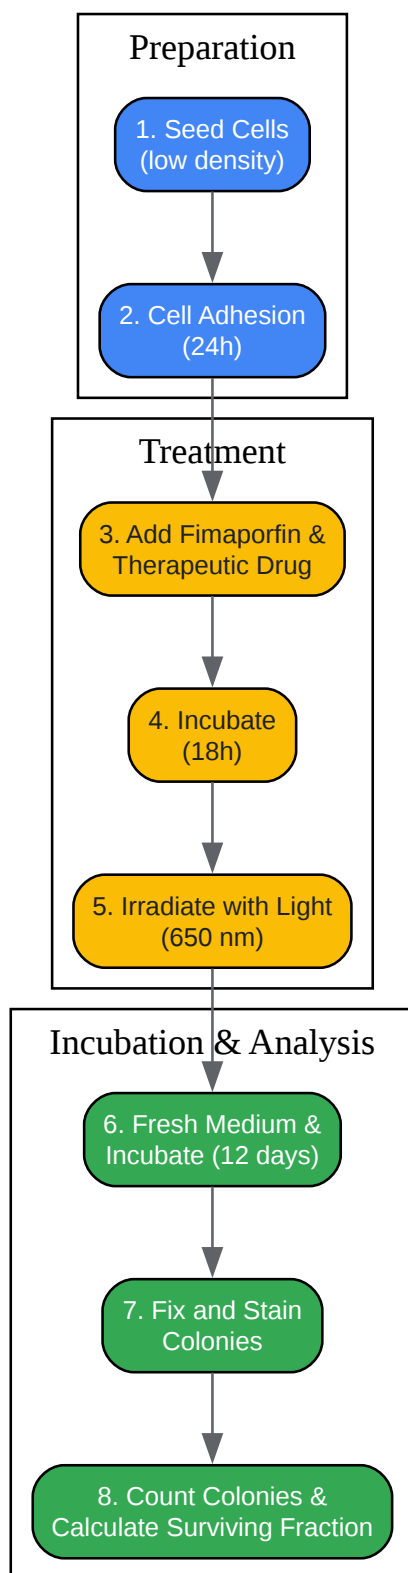 Preparation
1. Seed Cells
(low density)
2. Cell Adhesion
(24h)
Treatment
3. Add Fimaporfin &
Therapeutic Drug
4. Incubate
(18h)
5. Irradiate with Light
(650 nm)
Incubation & Analysis
6. Fresh Medium &
Incubate (12 days)
7. Fix and Stain
Colonies
8. Count Colonies &
Calculate Surviving Fraction